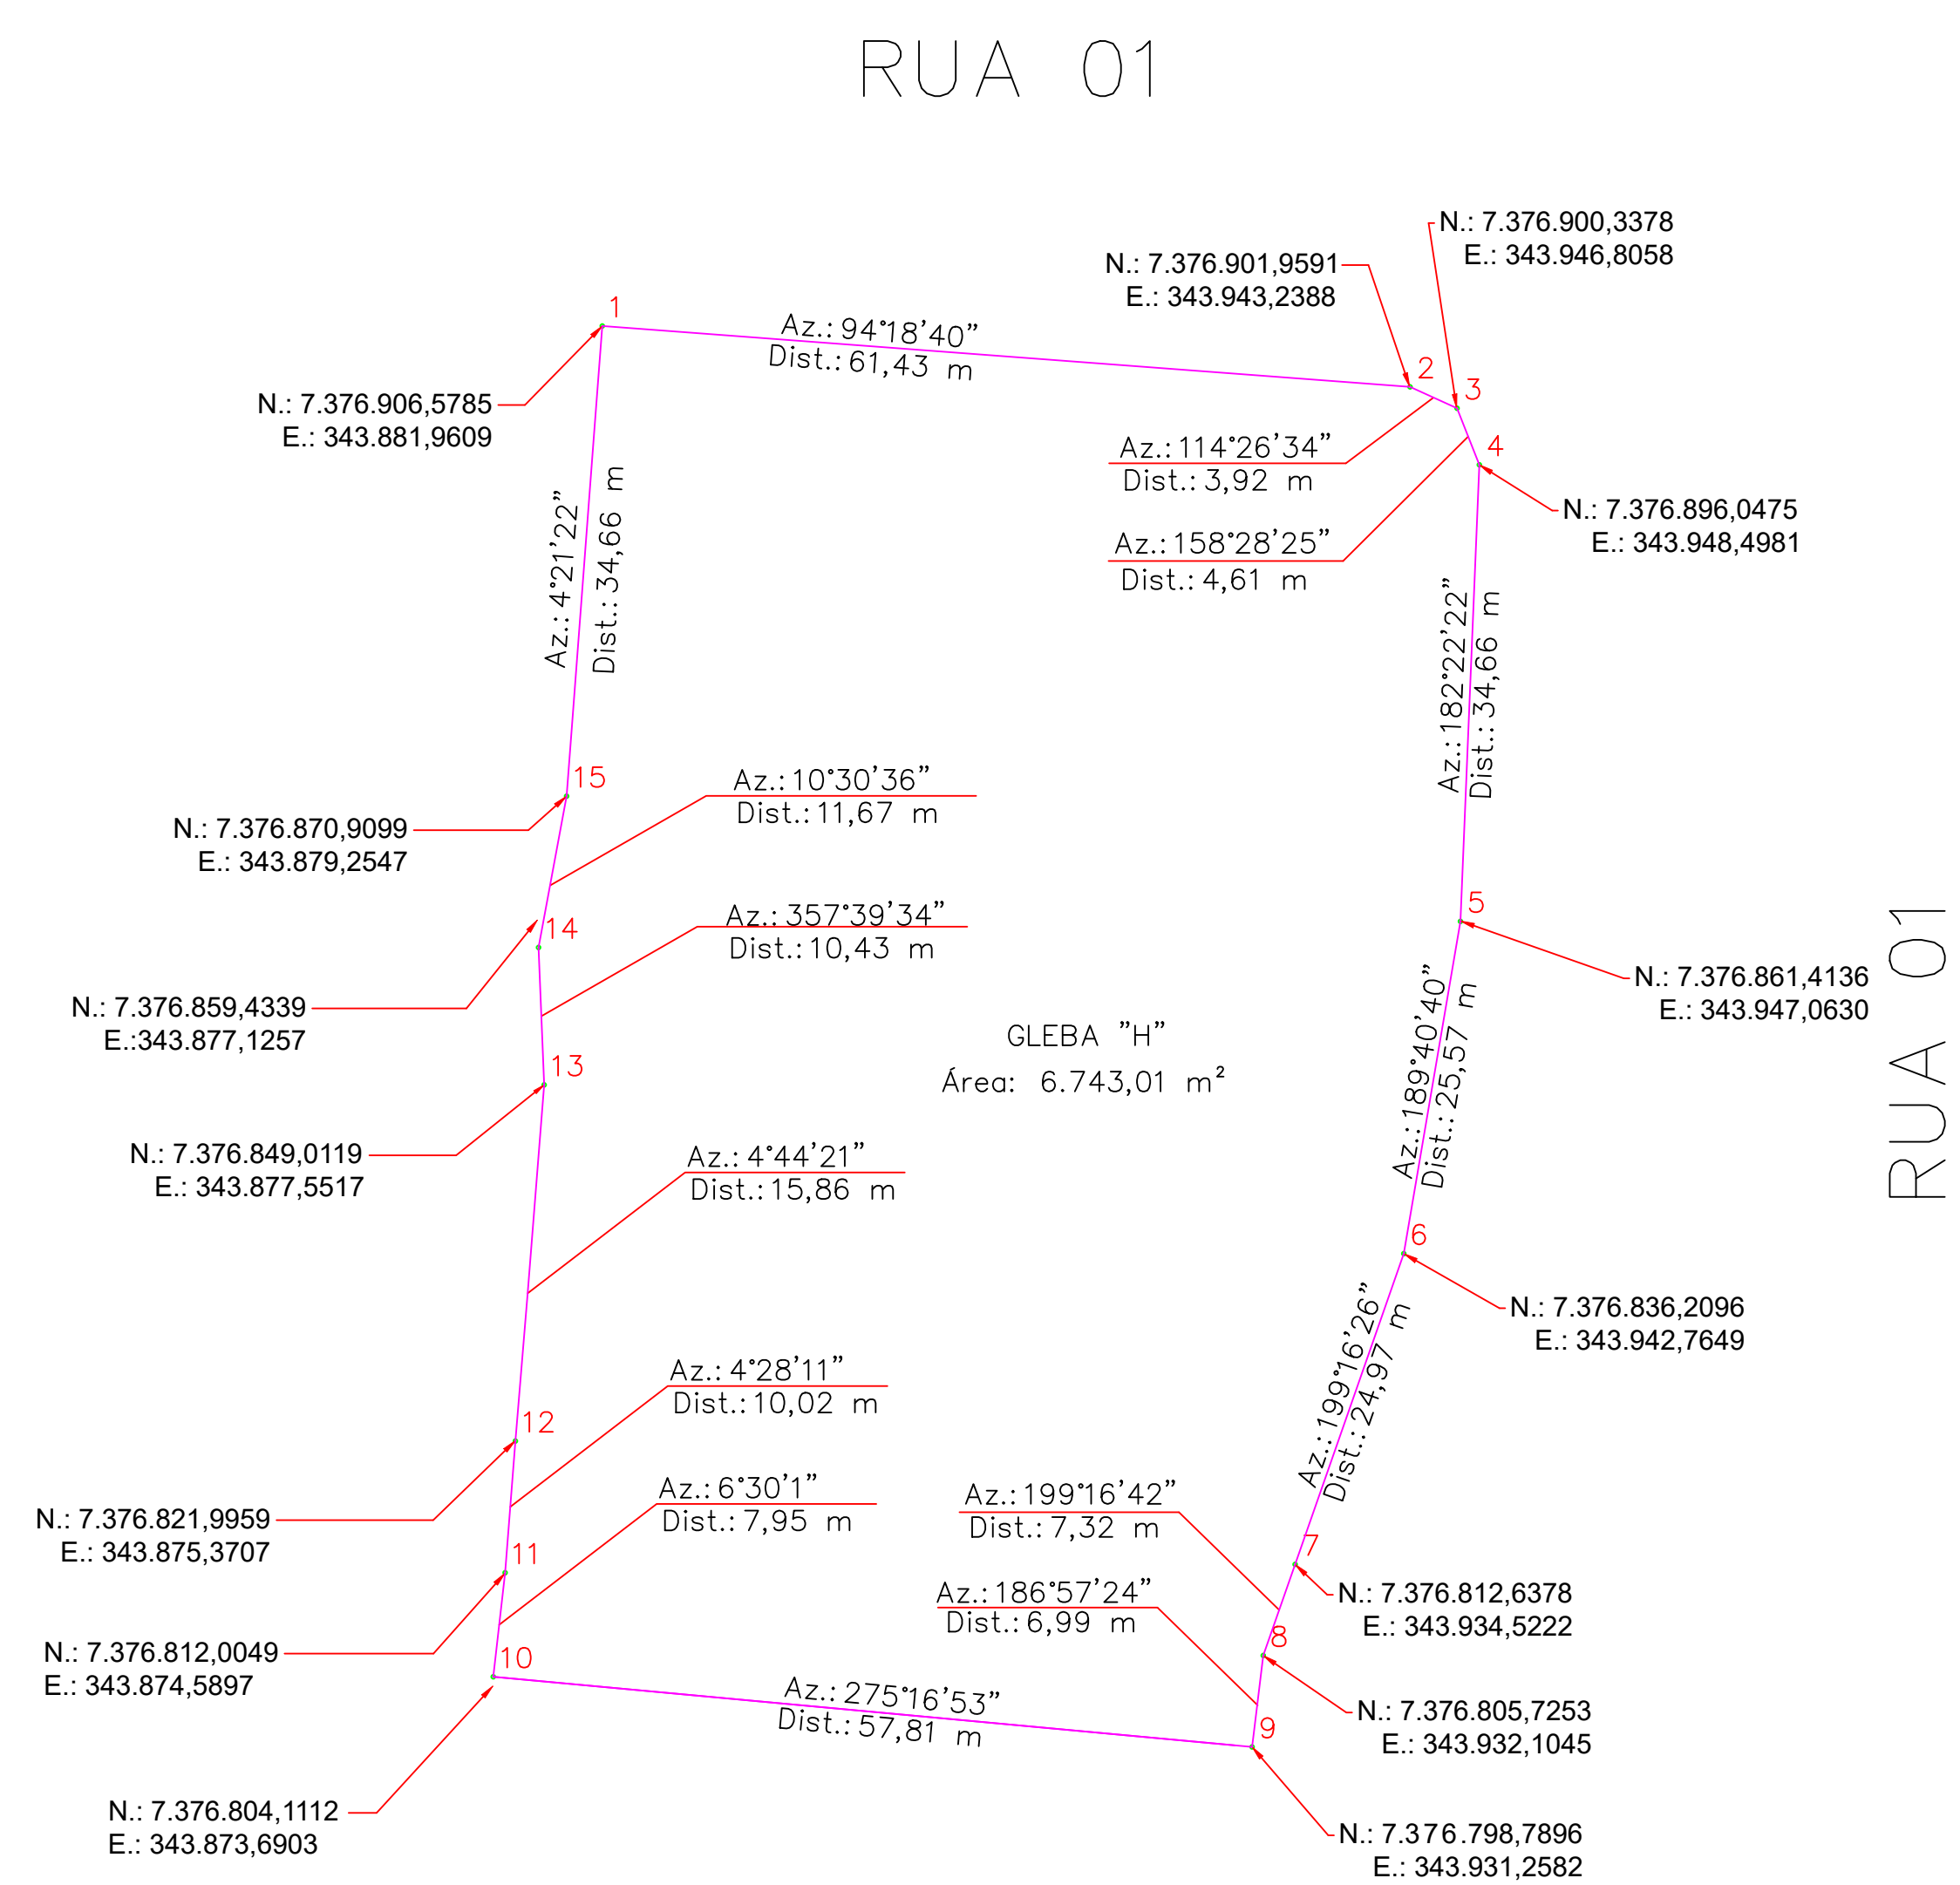 RUA 01
N.: 7.376.900,3378
E.: 343.946,8058
N.: 7.376.901,9591
E.: 343.943,2388
1
Az.: 94°18'40"
Dist.: 61,43 m
2
3
N.: 7.376.906,5785
E.: 343.881,9609
Az.: 114°26'34"
Dist.: 3,92 m
4
Az.: 4°21'22"
Dist.: 34,66 m
N.: 7.376.896,0475
E.: 343.948,4981
Az.: 158°28'25"
Dist.: 4,61 m
Az.: 182°22'22"
Dist.: 34,66 m
15
Az.: 10°30'36"
Dist.: 11,67 m
N.: 7.376.870,9099
E.: 343.879,2547
5
14
Az.: 357°39'34"
Dist.: 10,43 m
N.: 7.376.861,4136
E.: 343.947,0630
RUA 01
N.: 7.376.859,4339
E.:343.877,1257
GLEBA "H"
Área: 6.743,01 m²
Az.: 189°40'40"
Dist.: 25,57 m
13
N.: 7.376.849,0119
E.: 343.877,5517
Az.: 4°44'21"
Dist.: 15,86 m
6
N.: 7.376.836,2096
E.: 343.942,7649
Az.: 199°16'26"
Dist.: 24,97 m
Az.: 4°28'11"
Dist.: 10,02 m
12
N.: 7.376.821,9959
E.: 343.875,3707
Az.: 6°30'1"
Dist.: 7,95 m
Az.: 199°16'42"
Dist.: 7,32 m
7
11
N.: 7.376.812,6378
E.: 343.934,5222
Az.: 186°57'24"
Dist.: 6,99 m
8
N.: 7.376.812,0049
E.: 343.874,5897
10
Az.: 275°16'53"
Dist.: 57,81 m
N.: 7.376.805,7253
E.: 343.932,1045
9
N.: 7.376.804,1112
E.: 343.873,6903
N.: 7.376.798,7896
E.: 343.931,2582